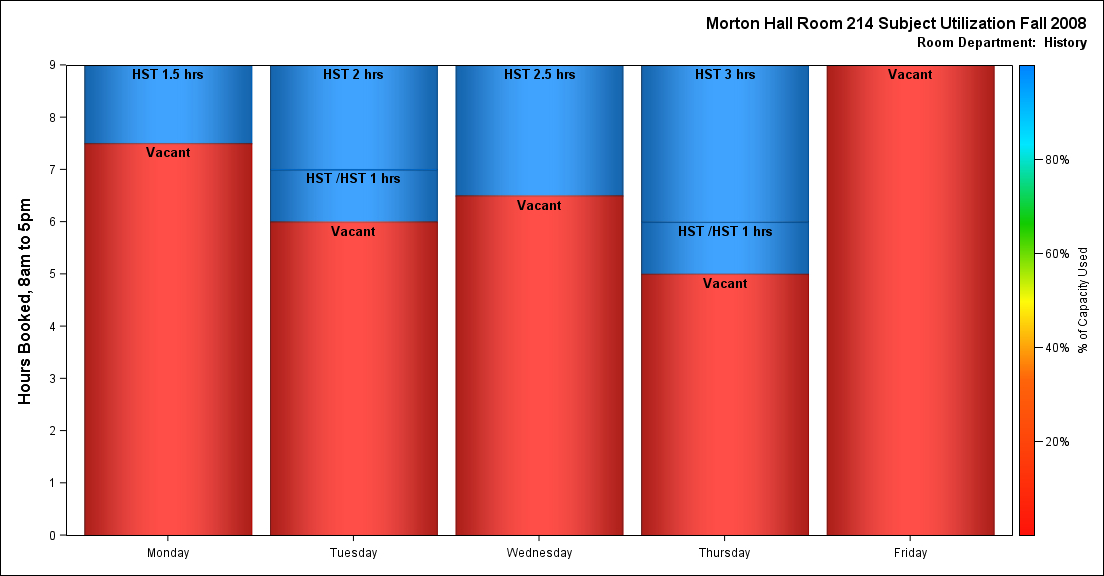 Morton Hall Room 214 Subject Utilization Fall 2008
Room Department:  History
Hours Booked, 8am to 5pm
9
8
7
6
5
4
3
2
1
0
HST 1.5 hrs
Vacant
HST 2 hrs
HST /HST 1 hrs
Vacant
HST 2.5 hrs
Vacant
HST 3 hrs
HST /HST 1 hrs
Vacant
Vacant
Monday
Tuesday
Wednesday
Thursday
Friday
80%
60%
40%
20%
% of Capacity Used